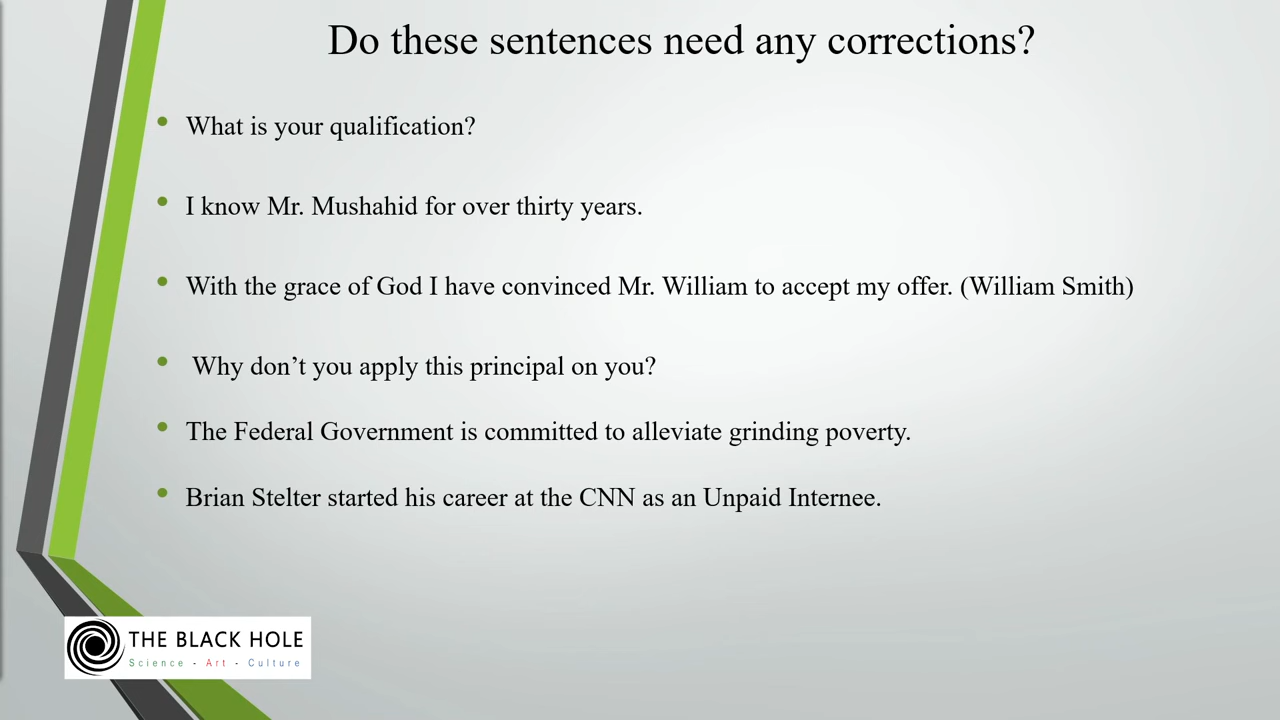 Do these sentences need any corrections?
• What is your qualification?
• I know Mr. Mushahid for over thirty years.
• With the grace of God I have convinced Mr. William to accept my offer. (William Smith)
• Why don’t you apply this principal on you?
• The Federal Government is committed to alleviate grinding poverty.
• Brian Stelter started his career at the CNN as an Unpaid Internee.
THE BLACK HOLE
Science - Art - Culture